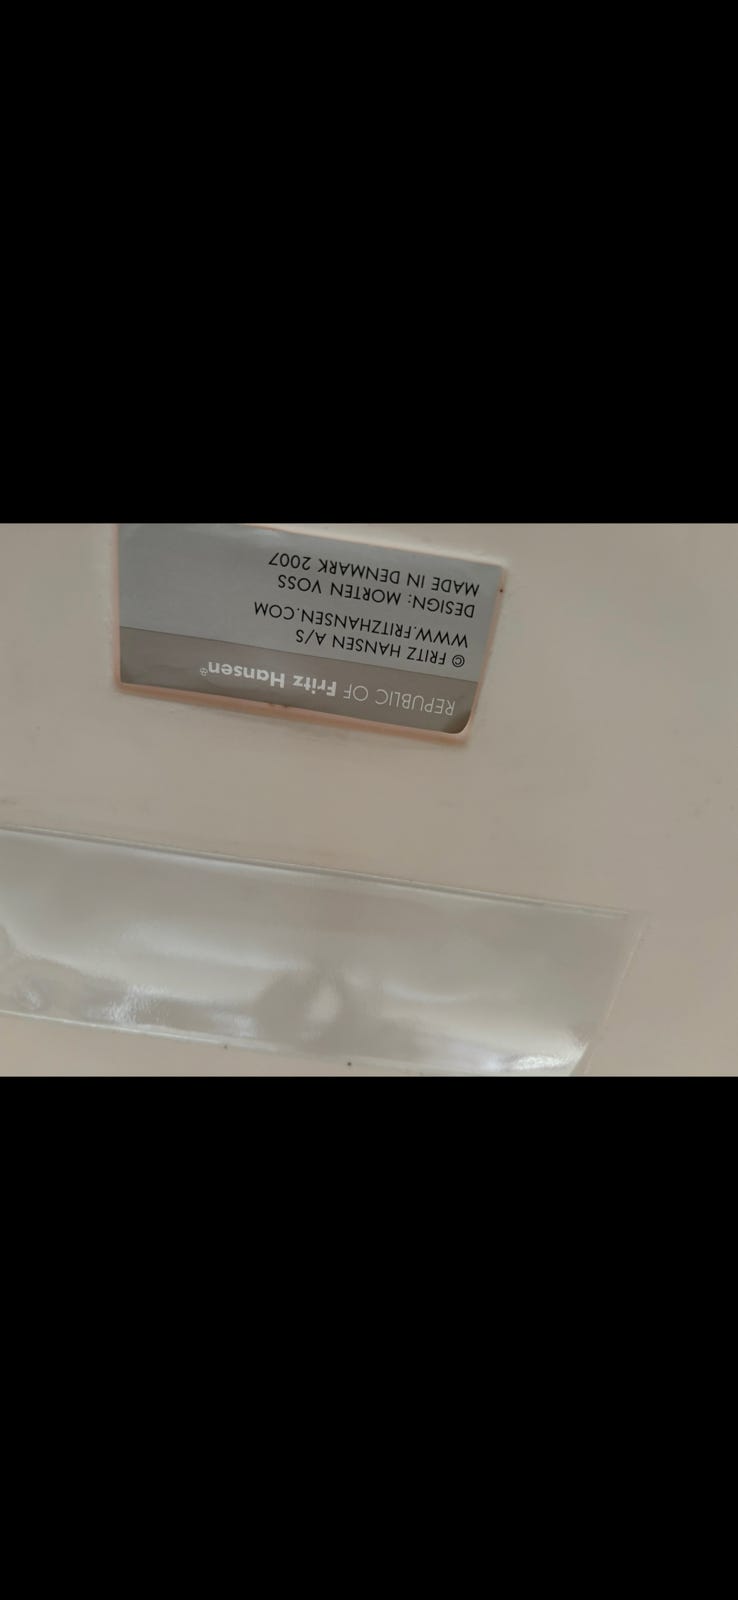 REPUBLIC OF Fritz Hansen®
© FRITZ HANSEN A/S
WWW.FRITZHANSEN.COM
DESIGN: MORTEN VOSS
MADE IN DENMARK 2007